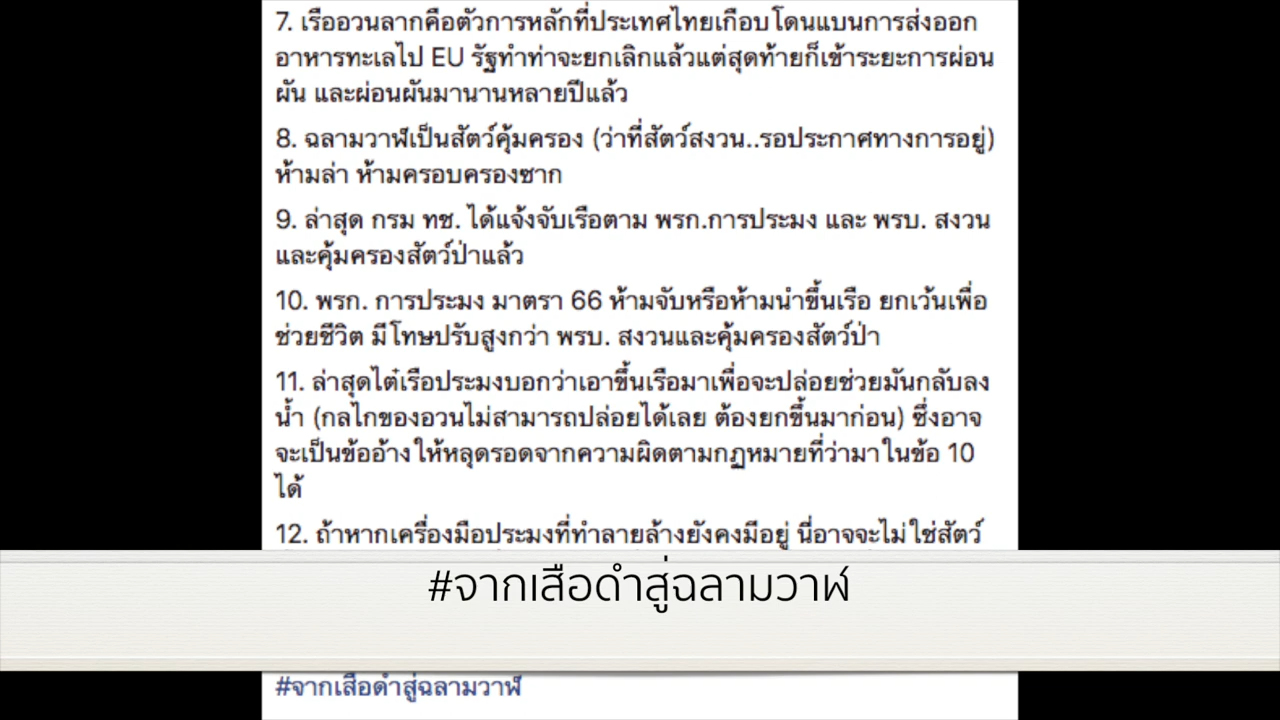 7. เรืออวนลากคือตัวการหลักที่ประเทศไทยเกือบโดนแบนการส่งออก
อาหารทะเลไป EU รัฐทำท่าจะยกเลิกแล้วแต่สุดท้ายก็เข้าระยะการผ่อน
ผัน และผ่อนผันมานานหลายปีแล้ว
8. ฉลามวาฬเป็นสัตว์คุ้มครอง (ว่าที่สัตว์สงวน..รอประกาศทางการอยู่)
ห้ามล่า ห้ามครอบครองซาก
9. ล่าสุด กรม ทช. ได้แจ้งจับเรือตาม พรก.การประมง และ พรบ. สงวน
และคุ้มครองสัตว์ป่าแล้ว
10. พรก. การประมง มาตรา 66 ห้ามจับหรือห้ามนำขึ้นเรือ ยกเว้นเพื่อ
ช่วยชีวิต มีโทษปรับสูงกว่า พรบ. สงวนและคุ้มครองสัตว์ป่า
11. ล่าสุดไต๋เรือประมงบอกว่าเอาขึ้นเรือมาเพื่อจะปล่อยช่วยมันกลับลง
น้ำ (กลไกของอวนไม่สามารถปล่อยได้เลย ต้องยกขึ้นมาก่อน) ซึ่งอาจ
จะเป็นข้ออ้างให้หลุดรอดจากความผิดตามกฏหมายที่ว่ามาในข้อ 10
ได้
12. ถ้าหากเครื่องมือประมงที่ทำลายล้างยังคงมีอยู่ นี่อาจจะไม่ใช่สัตว์
#จากเสือดำสู่ฉลามวาฬ
#จากเสือดำสู่ฉลามวาฬ